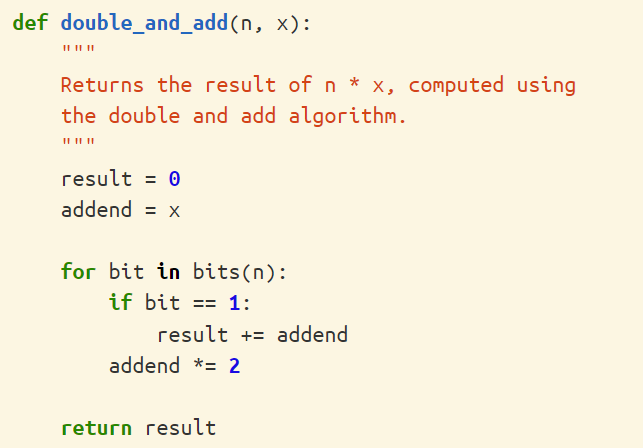 def double_and_add(n, x):
    """
    Returns the result of n * x, computed using
    the double and add algorithm.
    """
    result = 0
    addend = x

    for bit in bits(n):
        if bit == 1:
            result += addend
        addend *= 2

    return result